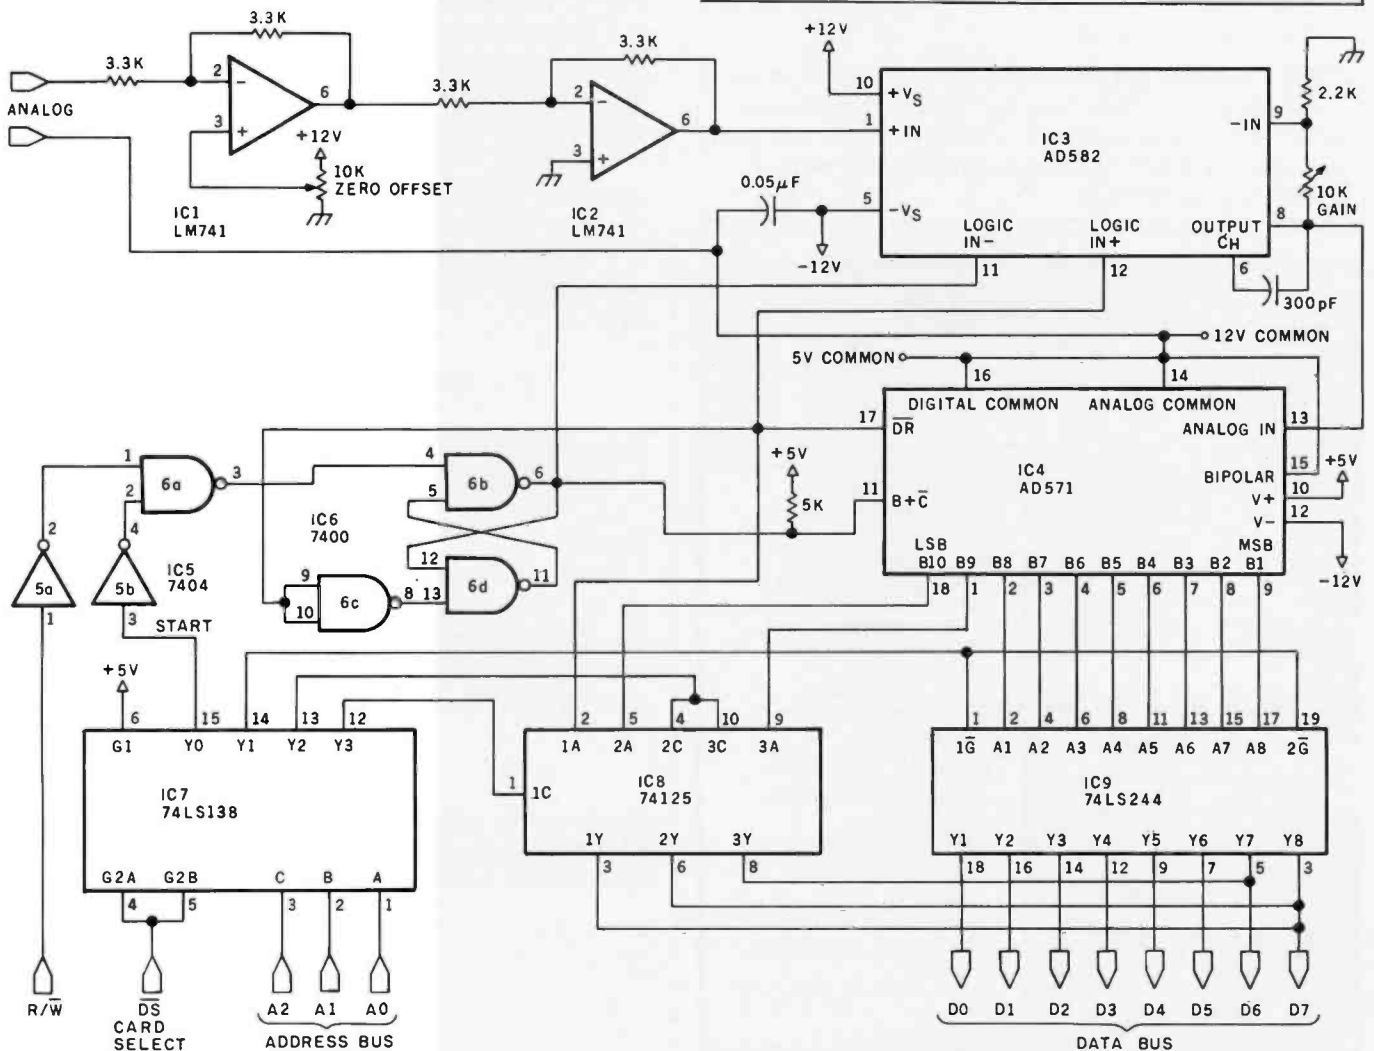 3.3K
3.3K
ANALOG
2 -
3 +
6
+12V
10K
ZERO OFFSET
IC1
LM741
3.3K
3.3K
2 -
3 +
6
IC2
LM741
+12V
10 +VS
1 +IN
5 -VS
0.05µF
-12V
IC3
AD582
-IN 9
2.2K
10K
GAIN
8
OUTPUT
CH
6
300pF
LOGIC
IN-
11
LOGIC
IN+
12
12V COMMON
5V COMMON
16
14
DIGITAL COMMON
ANALOG COMMON
17 D̅R̅
ANALOG IN 13
IC4
AD571
BIPOLAR 15
+5V
V+ 10
V- 12
-12V
+5V
5K
11 B+C̅
LSB
MSB
B10 B9 B8 B7 B6 B5 B4 B3 B2 B1
18 1 2 3 4 5 6 7 8 9
1
2
6a
3
4
5
6b
6
IC6
7400
12
13
6d
11
9
10
6c
8
2
5a
1
4
5b
3
IC5
7404
START
+5V
6 15 14 13 12
G1 Y0 Y1 Y2 Y3
IC7
74LS138
G2A G2B C B A
4 5 3 2 1
2 5 4 10 9
1A 2A 2C 3C 3A
1 1C
IC8
74125
1Y 2Y 3Y
3 6 8
1 2 4 6 8 11 13 15 17 19
1G̅ A1 A2 A3 A4 A5 A6 A7 A8 2G̅
IC9
74LS244
Y1 Y2 Y3 Y4 Y5 Y6 Y7 Y8
18 16 14 12 9 7 5 3
R/W̅
D̅S̅
CARD
SELECT
A2 A1 A0
ADDRESS BUS
D0 D1 D2 D3 D4 D5 D6 D7
DATA BUS